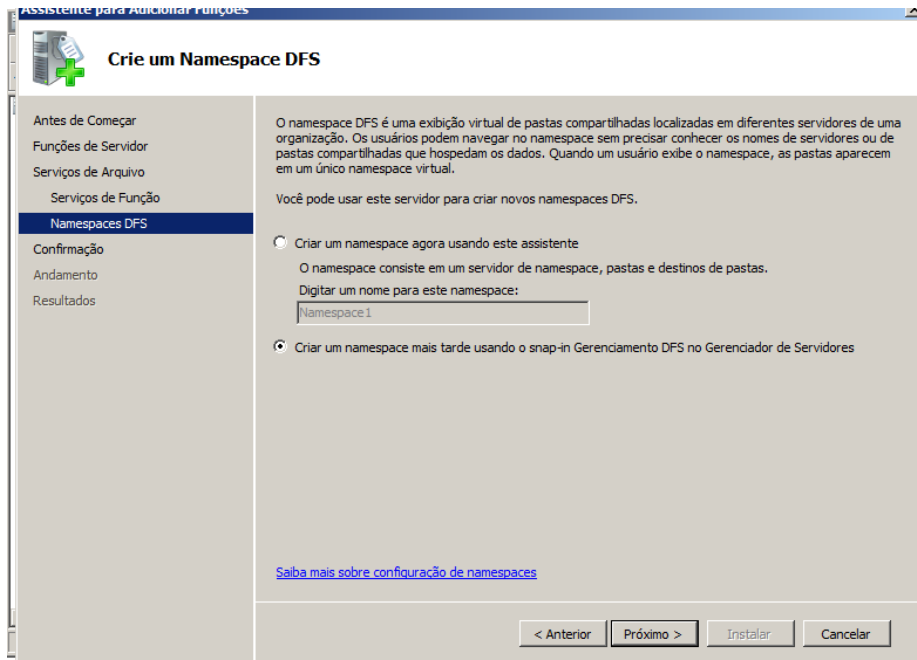 Assistente para Adicionar Funções
Crie um Namespace DFS
Antes de Começar
Funções de Servidor
Serviços de Arquivo
Serviços de Função
Namespaces DFS
Confirmação
Andamento
Resultados
O namespace DFS é uma exibição virtual de pastas compartilhadas localizadas em diferentes servidores de uma
organização. Os usuários podem navegar no namespace sem precisar conhecer os nomes de servidores ou de
pastas compartilhadas que hospedam os dados. Quando um usuário exibe o namespace, as pastas aparecem
em um único namespace virtual.
Você pode usar este servidor para criar novos namespaces DFS.
Criar um namespace agora usando este assistente
O namespace consiste em um servidor de namespace, pastas e destinos de pastas.
Digitar um nome para este namespace:
Namespace1
Criar um namespace mais tarde usando o snap-in Gerenciamento DFS no Gerenciador de Servidores
Saiba mais sobre configuração de namespaces
< Anterior
Próximo >
Instalar
Cancelar